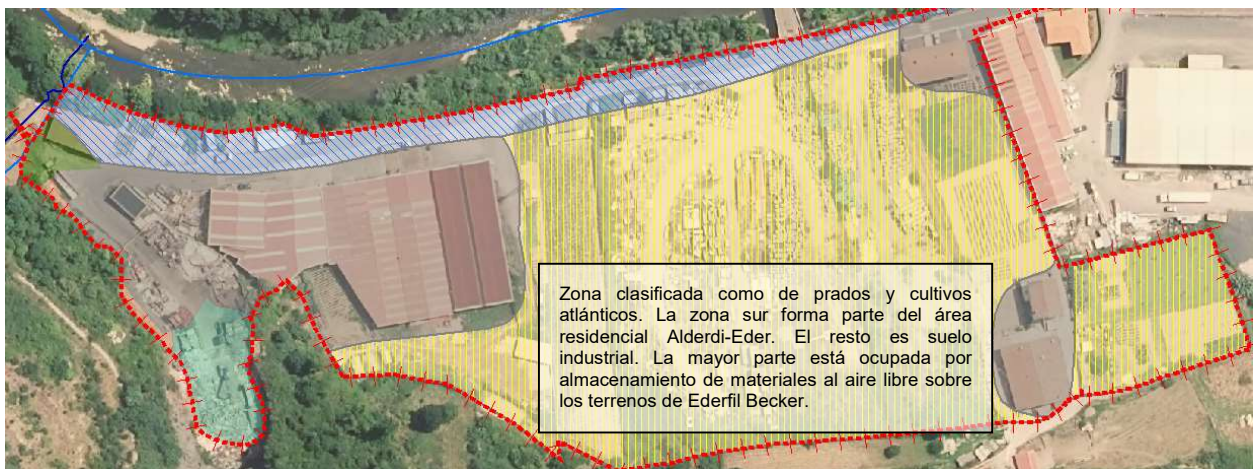 Zona clasificada como de prados y cultivos
atlánticos. La zona sur forma parte del área
residencial Alderdi-Eder. El resto es suelo
industrial. La mayor parte está ocupada por
almacenamiento de materiales al aire libre sobre
los terrenos de Ederfil Becker.